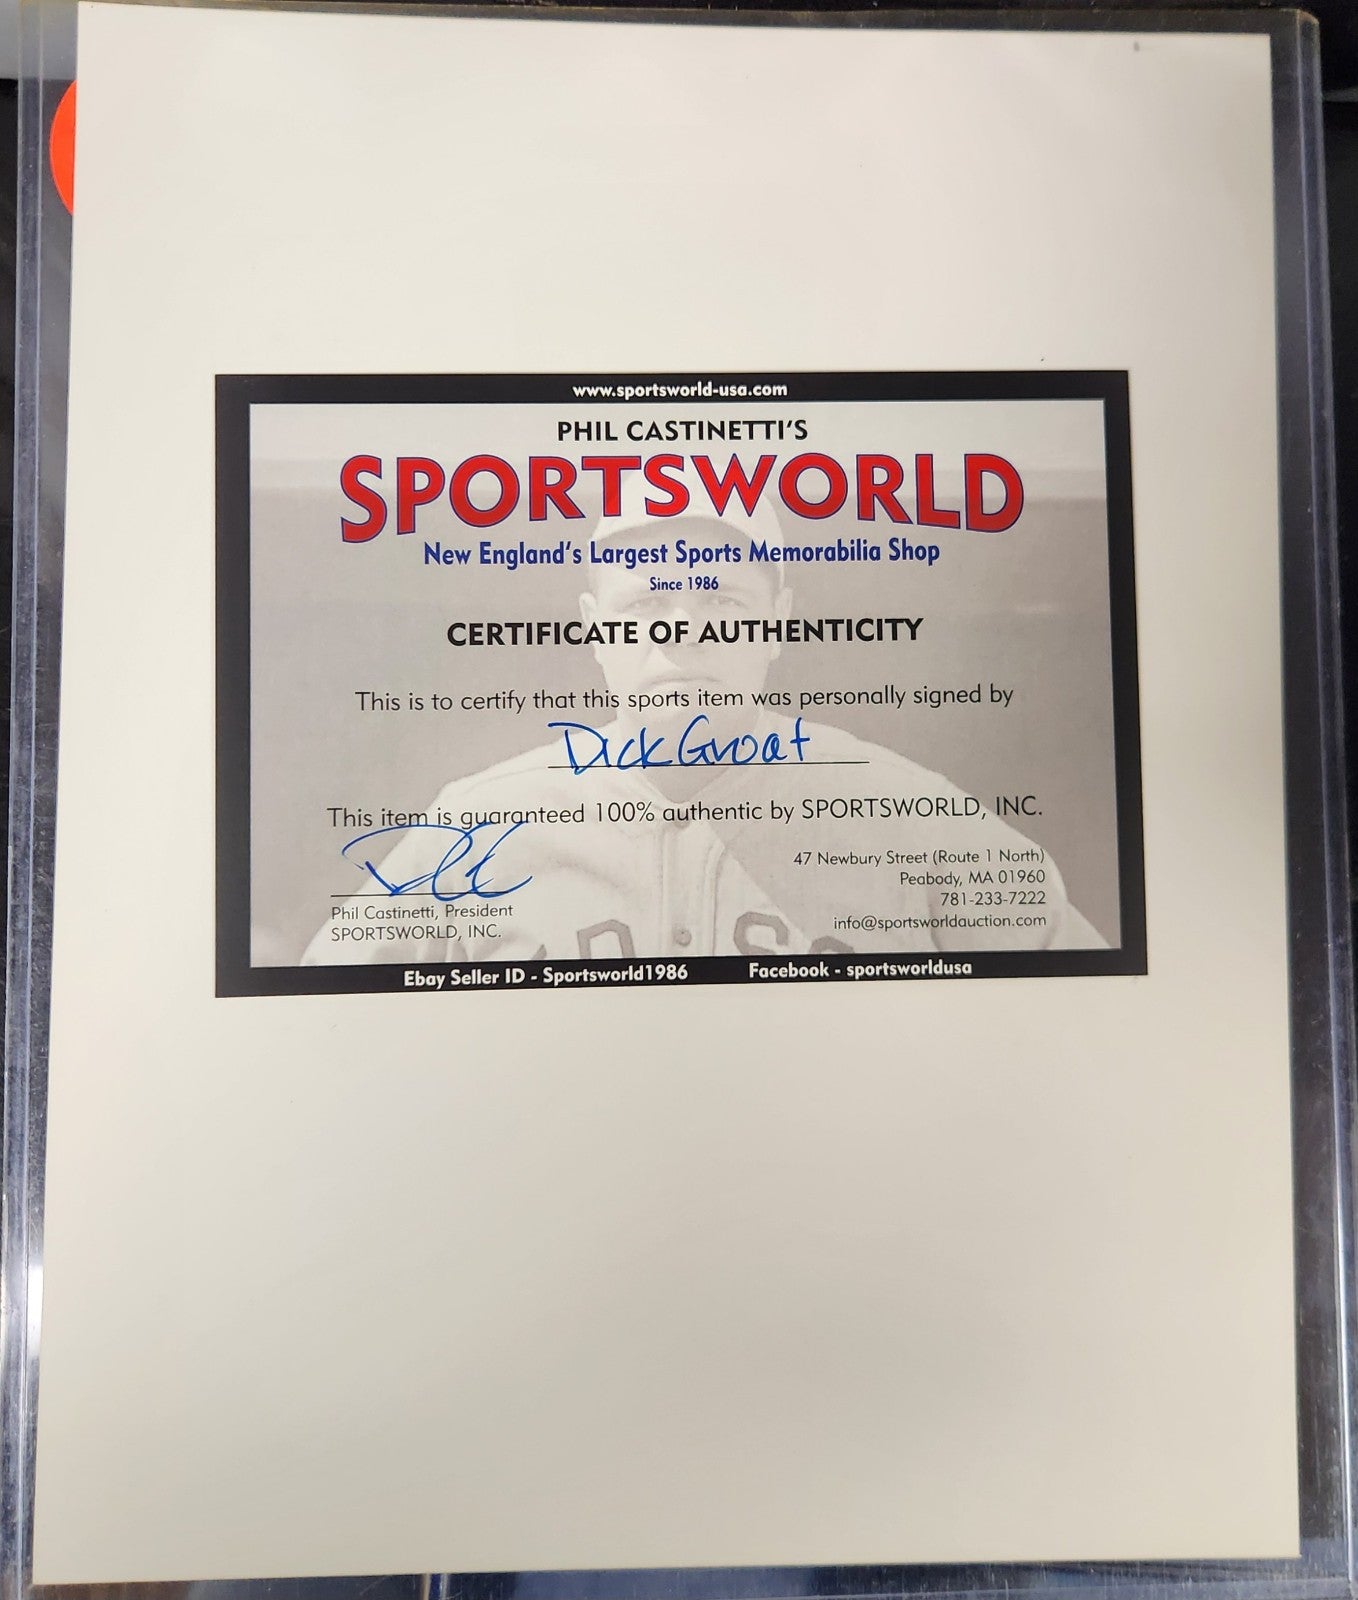 www.sportsworld-usa.com
PHIL CASTINETTI'S
SPORTSWORLD
New England's Largest Sports Memorabilia Shop
Since 1986
CERTIFICATE OF AUTHENTICITY
This is to certify that this sports item was personally signed by
Dick Groat
This item is guaranteed 100% authentic by SPORTSWORLD, INC.
47 Newbury Street (Route 1 North)
Peabody, MA 01960
781-233-7222
info@sportsworldauction.com
Phil Castinetti, President
SPORTSWORLD, INC.
Ebay Seller ID - Sportsworld1986 Facebook - sportsworldusa